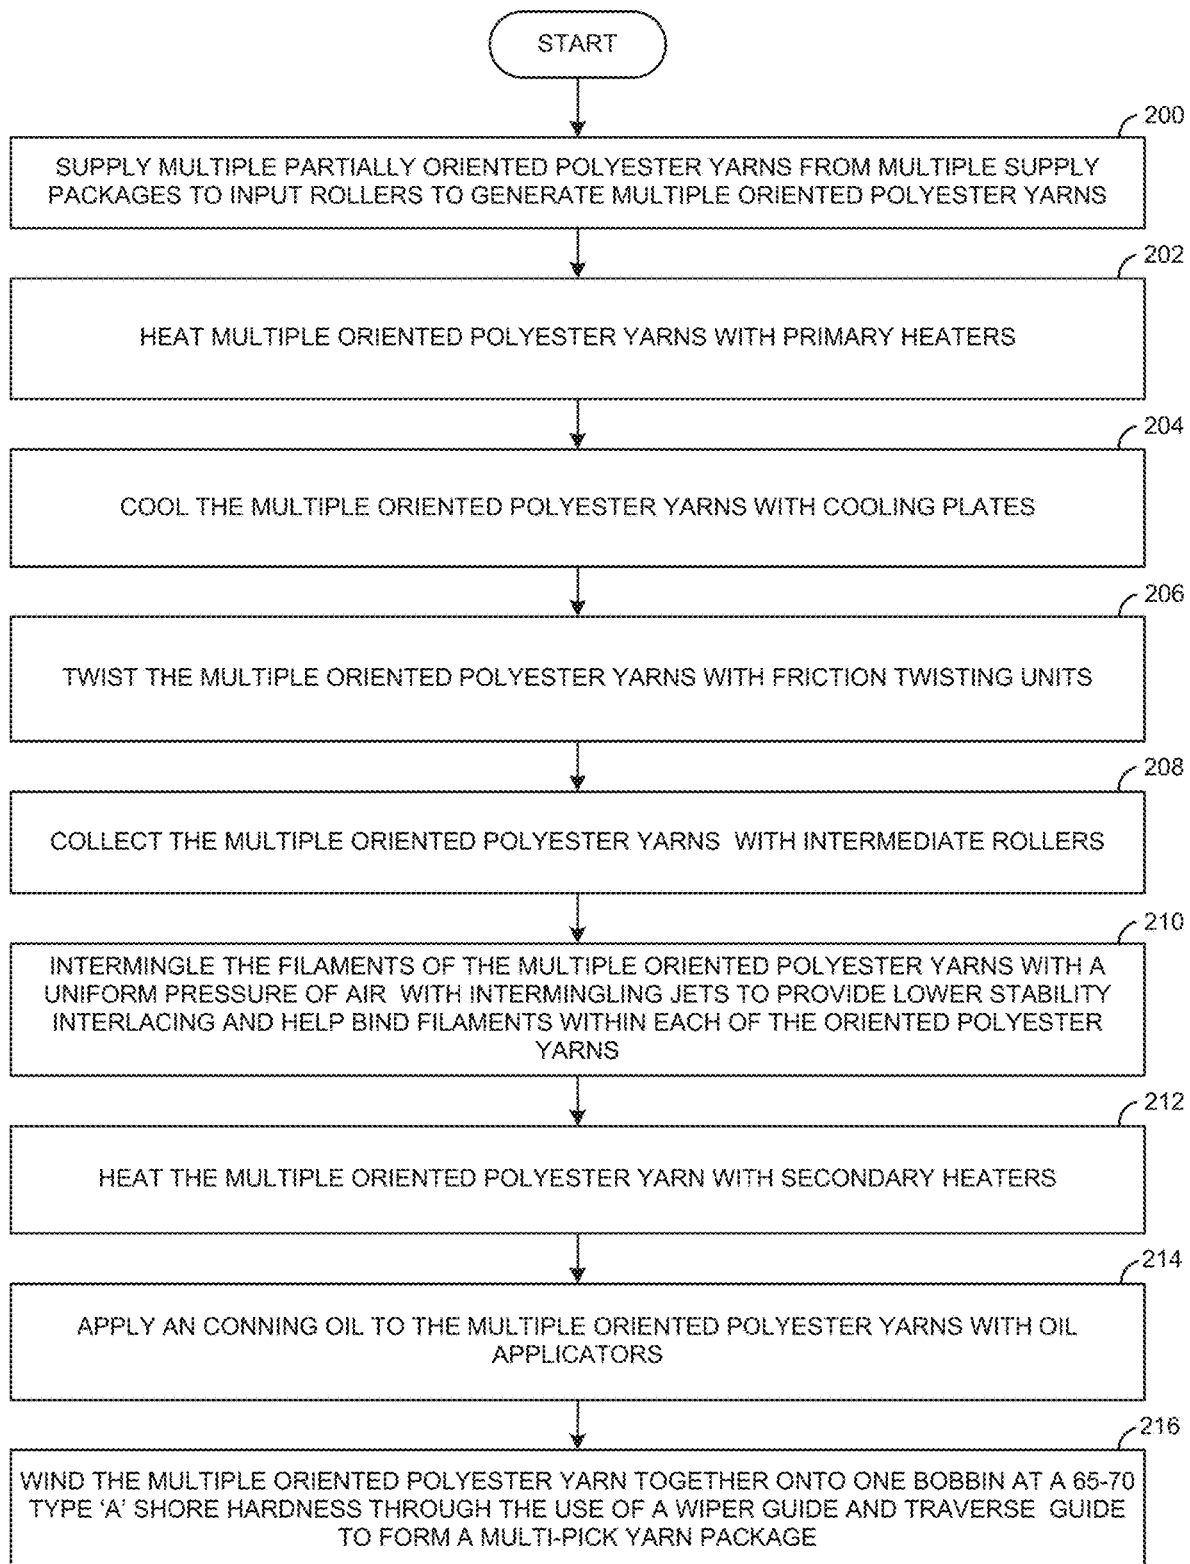 START
200
SUPPLY MULTIPLE PARTIALLY ORIENTED POLYESTER YARNS FROM MULTIPLE SUPPLY
PACKAGES TO INPUT ROLLERS TO GENERATE MULTIPLE ORIENTED POLYESTER YARNS
202
HEAT MULTIPLE ORIENTED POLYESTER YARNS WITH PRIMARY HEATERS
204
COOL THE MULTIPLE ORIENTED POLYESTER YARNS WITH COOLING PLATES
206
TWIST THE MULTIPLE ORIENTED POLYESTER YARNS WITH FRICTION TWISTING UNITS
208
COLLECT THE MULTIPLE ORIENTED POLYESTER YARNS WITH INTERMEDIATE ROLLERS
210
INTERMINGLE THE FILAMENTS OF THE MULTIPLE ORIENTED POLYESTER YARNS WITH A
UNIFORM PRESSURE OF AIR WITH INTERMINGLING JETS TO PROVIDE LOWER STABILITY
INTERLACING AND HELP BIND FILAMENTS WITHIN EACH OF THE ORIENTED POLYESTER
YARNS
212
HEAT THE MULTIPLE ORIENTED POLYESTER YARN WITH SECONDARY HEATERS
214
APPLY AN CONNING OIL TO THE MULTIPLE ORIENTED POLYESTER YARNS WITH OIL
APPLICATORS
216
WIND THE MULTIPLE ORIENTED POLYESTER YARN TOGETHER ONTO ONE BOBBIN AT A 65-70
TYPE 'A' SHORE HARDNESS THROUGH THE USE OF A WIPER GUIDE AND TRAVERSE GUIDE
TO FORM A MULTI-PICK YARN PACKAGE